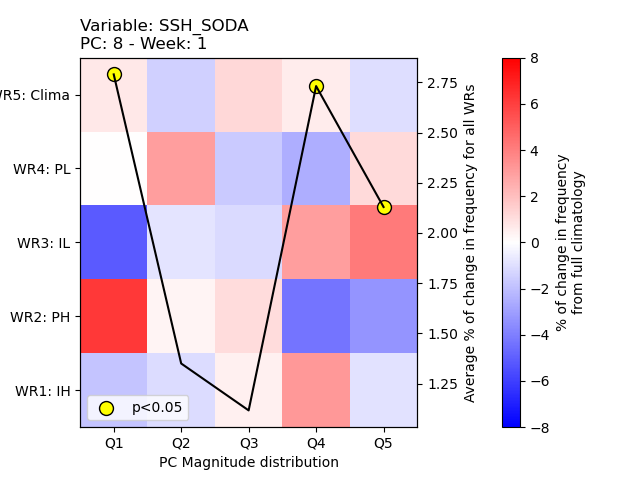 Variable: SSH_SODA
PC: 8 - Week: 1
R5: Clima
WR4: PL
WR3: IL
WR2: PH
WR1: IH
p<0.05
Q1 Q2 Q3 Q4 Q5
PC Magnitude distribution
2.75
2.50
2.25
2.00
1.75
1.50
1.25
Average % of change in frequency for all WRs
8
6
4
2
0
−2
−4
−6
−8
% of change in frequency
from full climatology